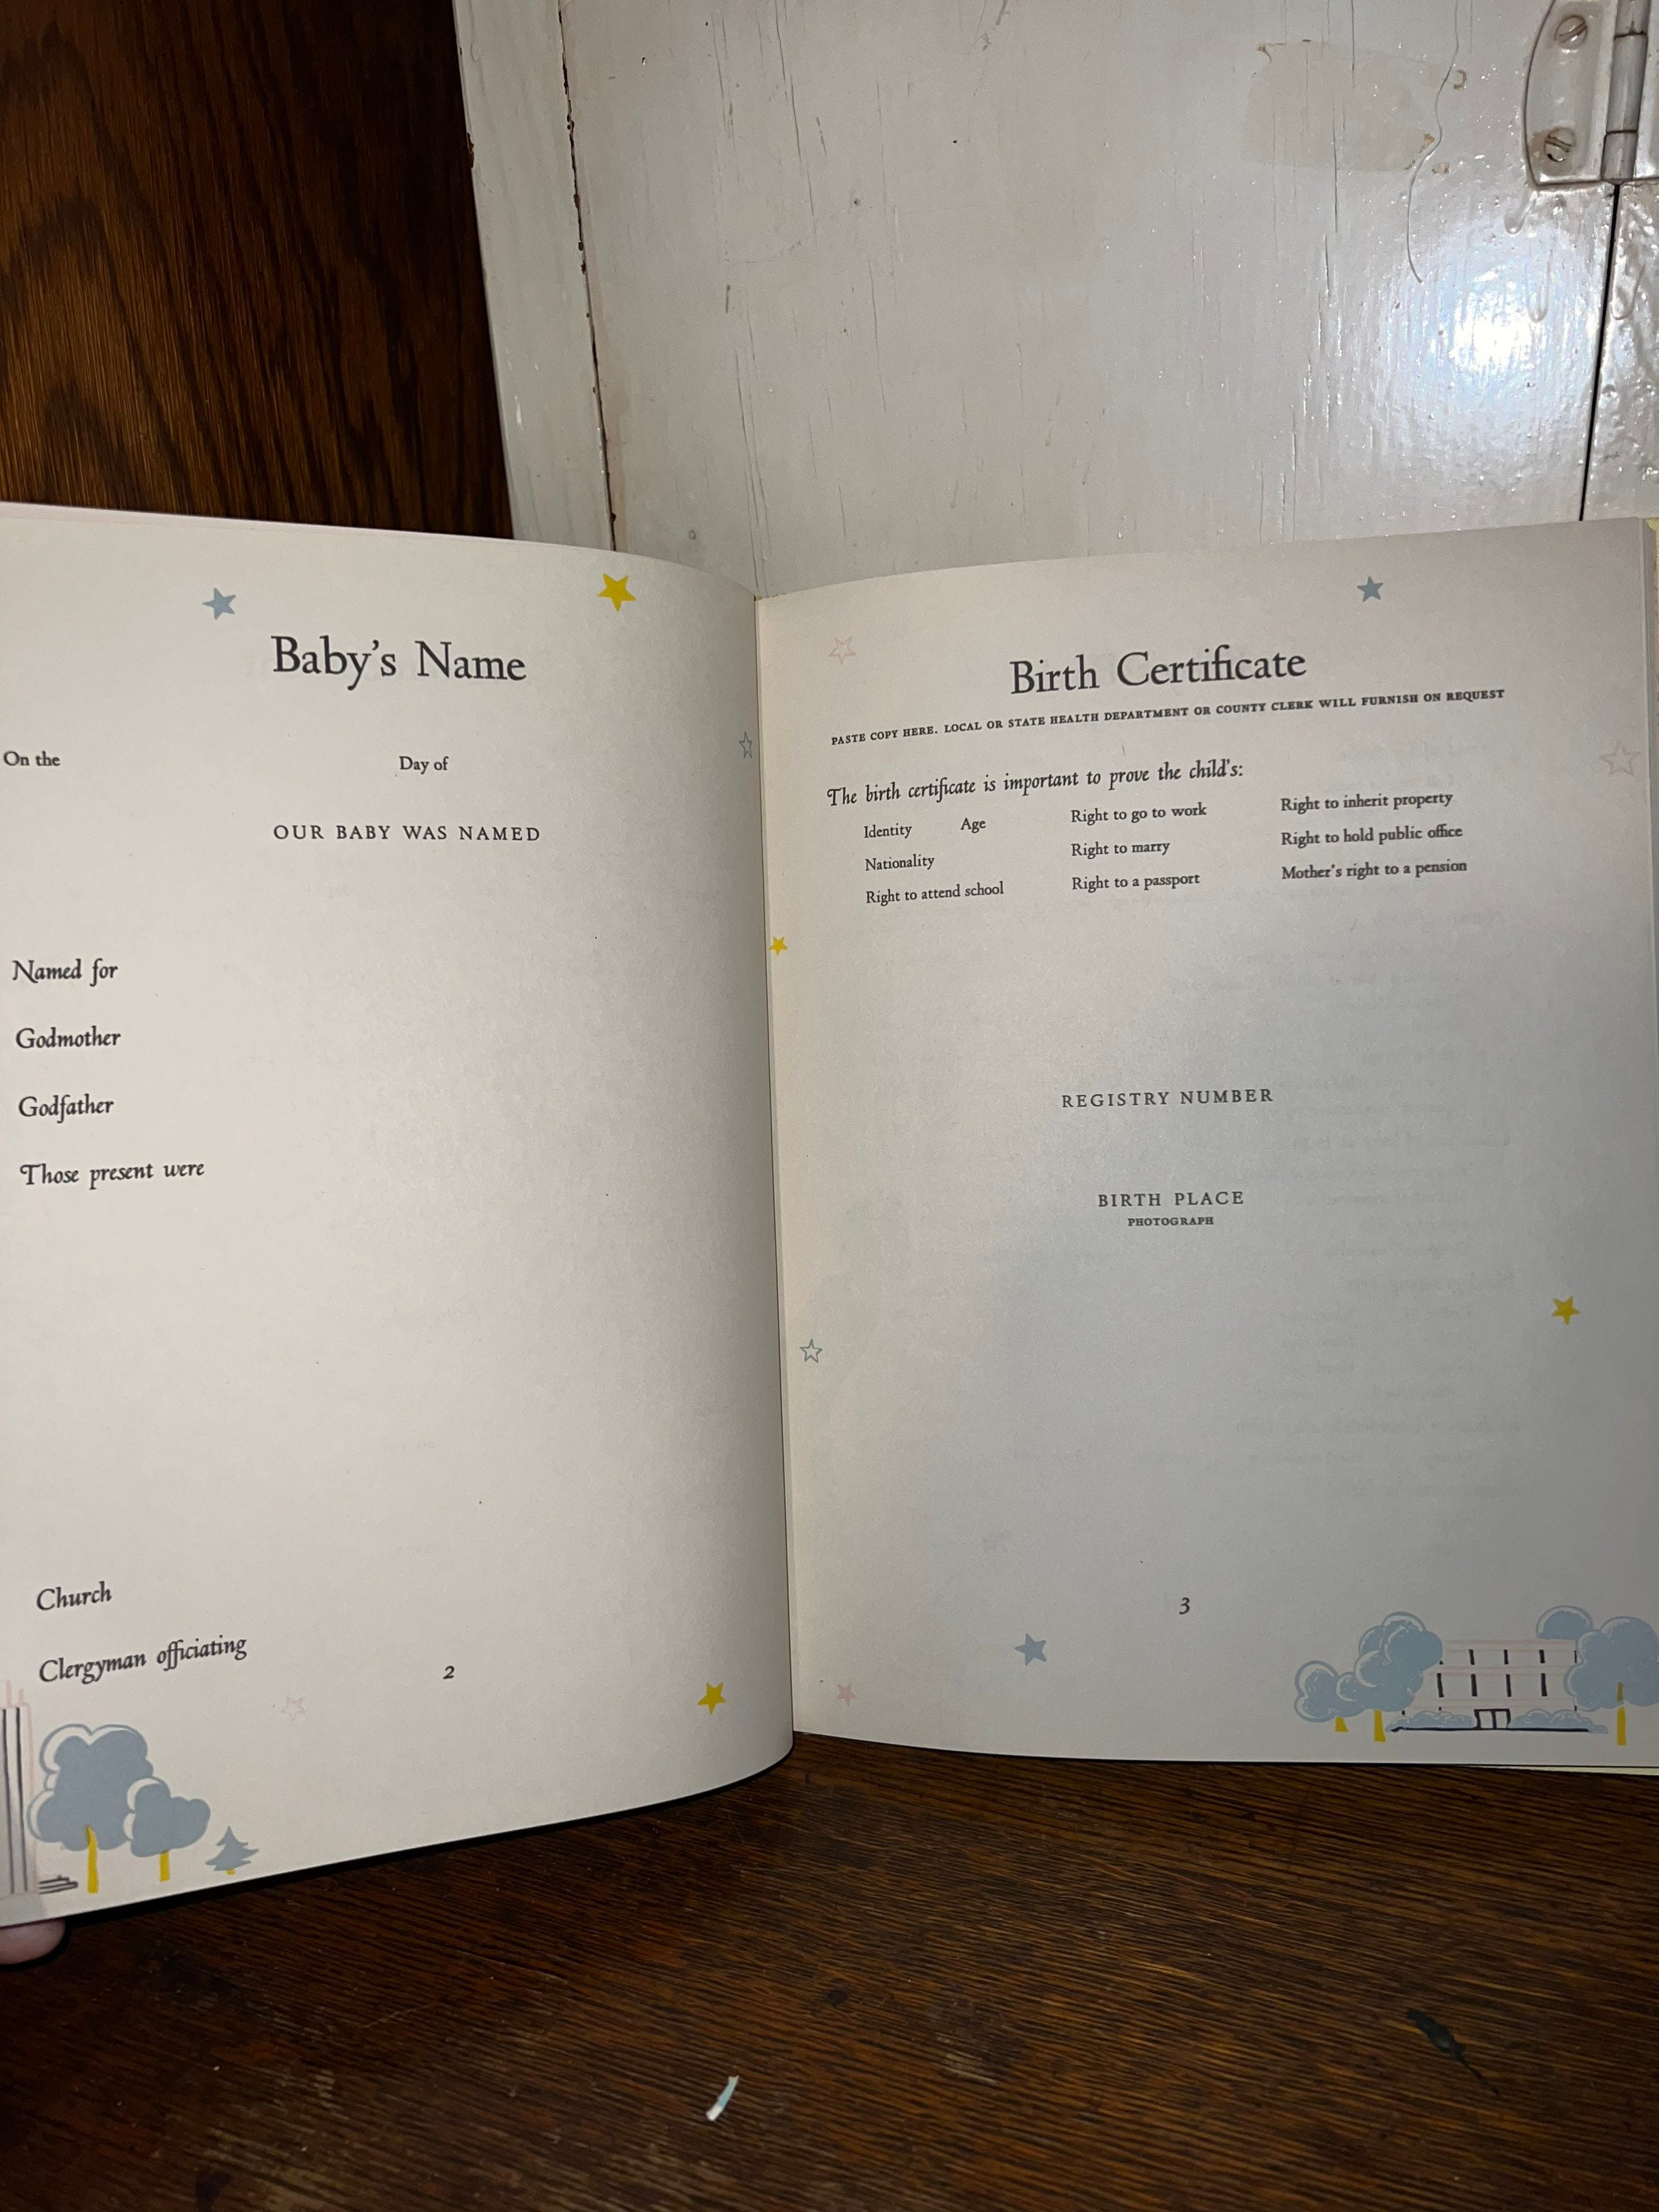 Baby's Name
On the Day of
OUR BABY WAS NAMED
Named for
Godmother
Godfather
Those present were
Church
Clergyman officiating
2
Birth Certificate
PASTE COPY HERE. LOCAL OR STATE HEALTH DEPARTMENT OR COUNTY CLERK WILL FURNISH ON REQUEST
The birth certificate is important to prove the child's:
Identity Age Right to go to work Right to inherit property
Nationality Right to marry Right to hold public office
Right to attend school Right to a passport Mother's right to a pension
REGISTRY NUMBER
BIRTH PLACE
PHOTOGRAPH
3